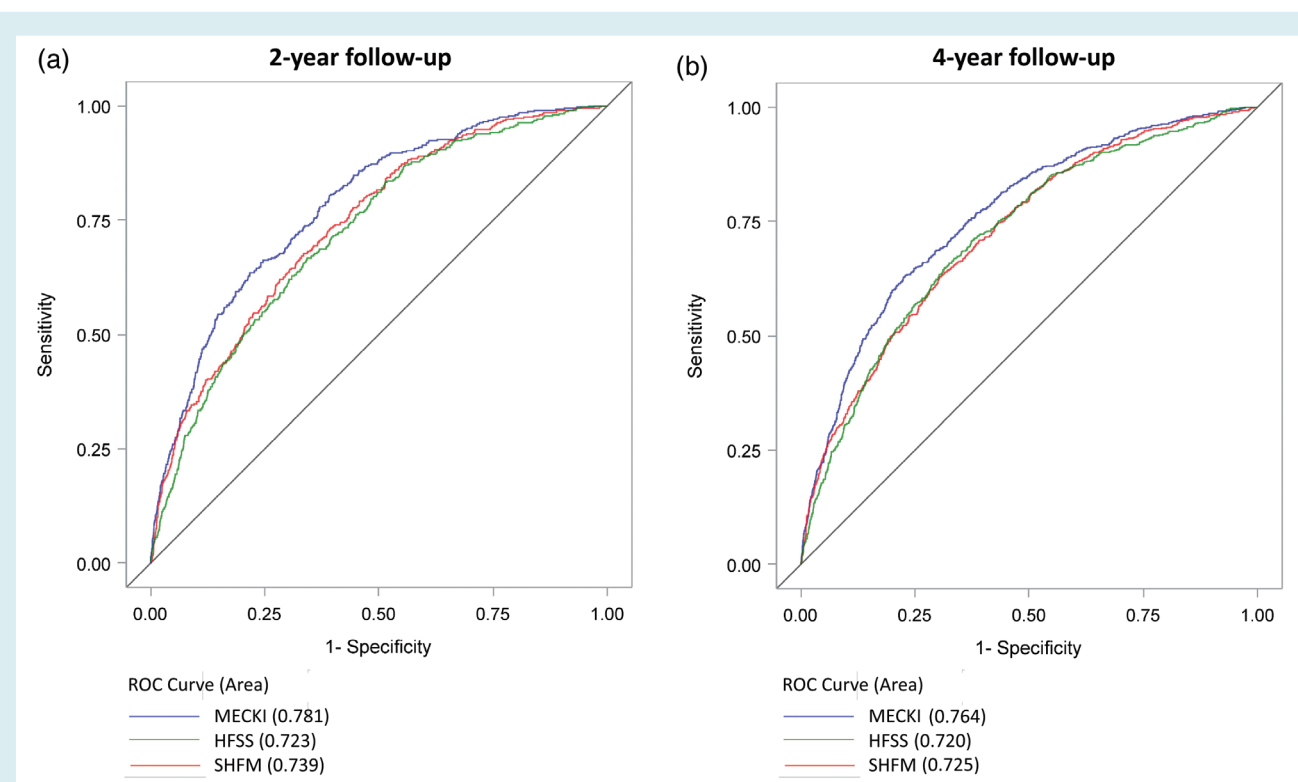 (a)
2-year follow-up
1.00
0.75
0.50
0.25
0.00
Sensitivity
0.00 0.25 0.50 0.75 1.00
1- Specificity
ROC Curve (Area)
MECKI (0.781)
HFSS (0.723)
SHFM (0.739)
(b)
4-year follow-up
1.00
0.75
0.50
0.25
0.00
Sensitivity
0.00 0.25 0.50 0.75 1.00
1- Specificity
ROC Curve (Area)
MECKI (0.764)
HFSS (0.720)
SHFM (0.725)